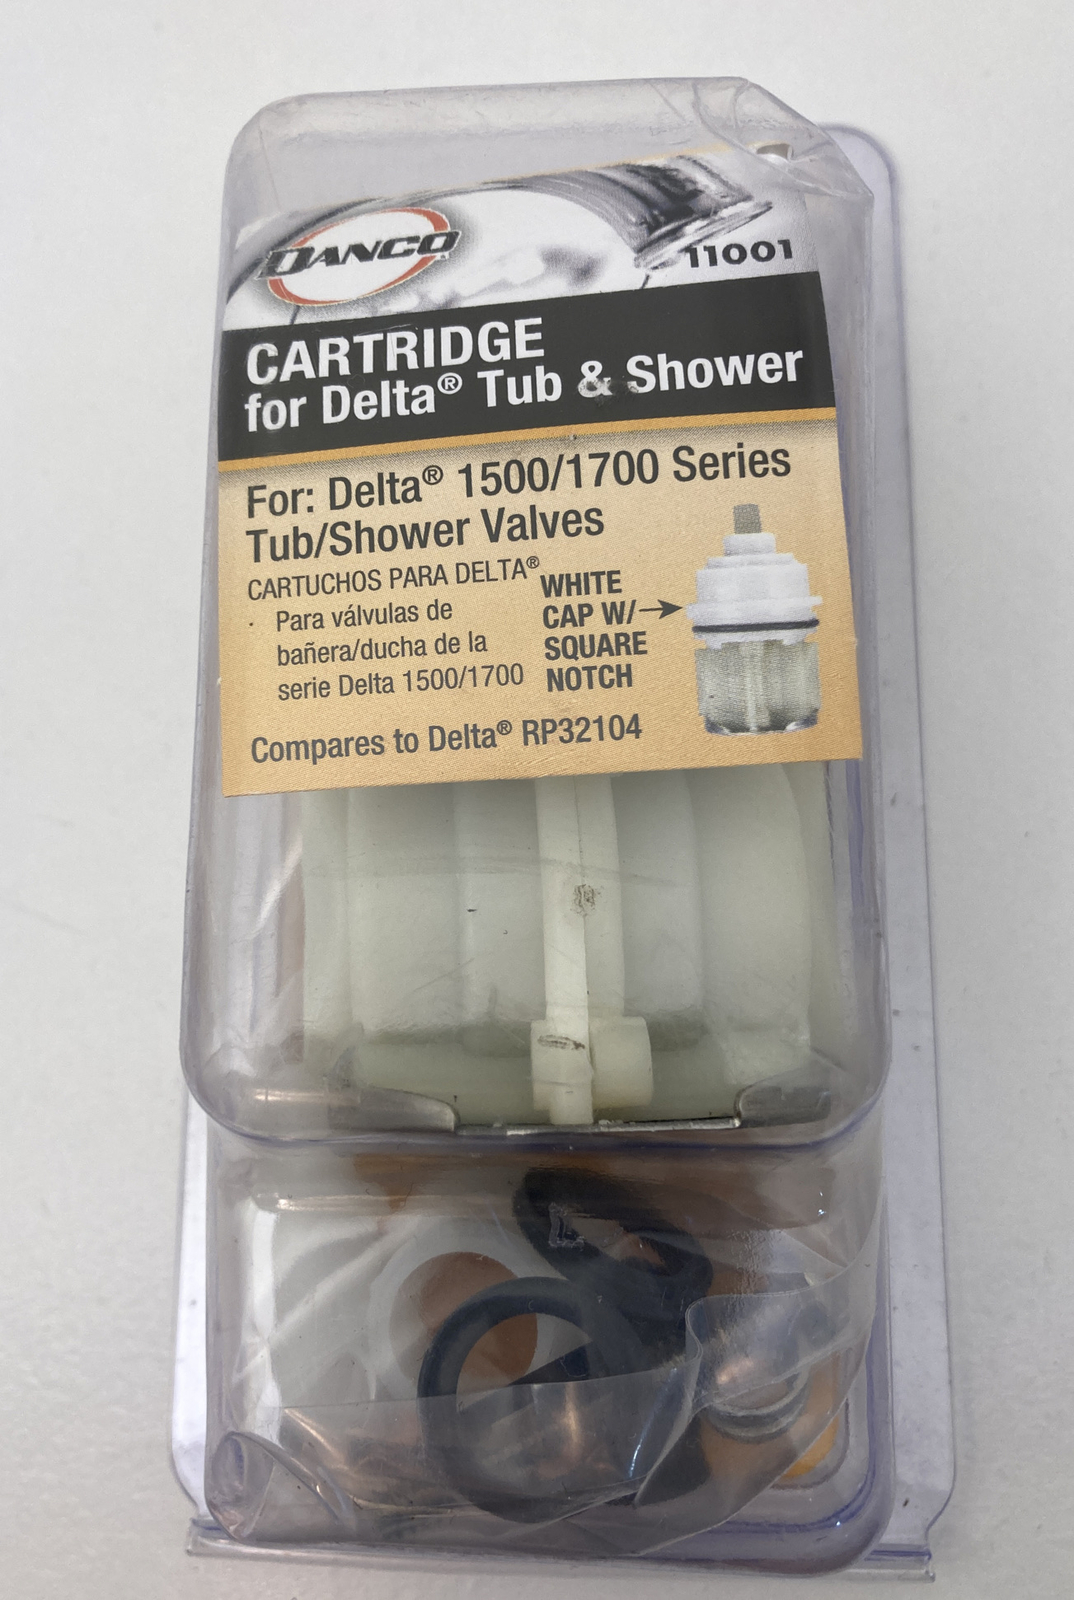 DANCO
11001
CARTRIDGE
for Delta® Tub & Shower
For: Delta® 1500/1700 Series
Tub/Shower Valves
CARTUCHOS PARA DELTA®
· Para válvulas de
bañera/ducha de la
serie Delta 1500/1700
WHITE
CAP W/
SQUARE
NOTCH
Compares to Delta® RP32104